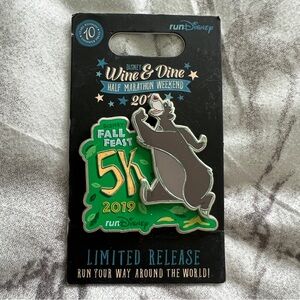 10
runDisney
DISNEY
Wine & Dine
HALF MARATHON WEEKEND
20
FALL
FEAST
5K
2019
runDisney
LIMITED RELEASE
RUN YOUR WAY AROUND THE WORLD!